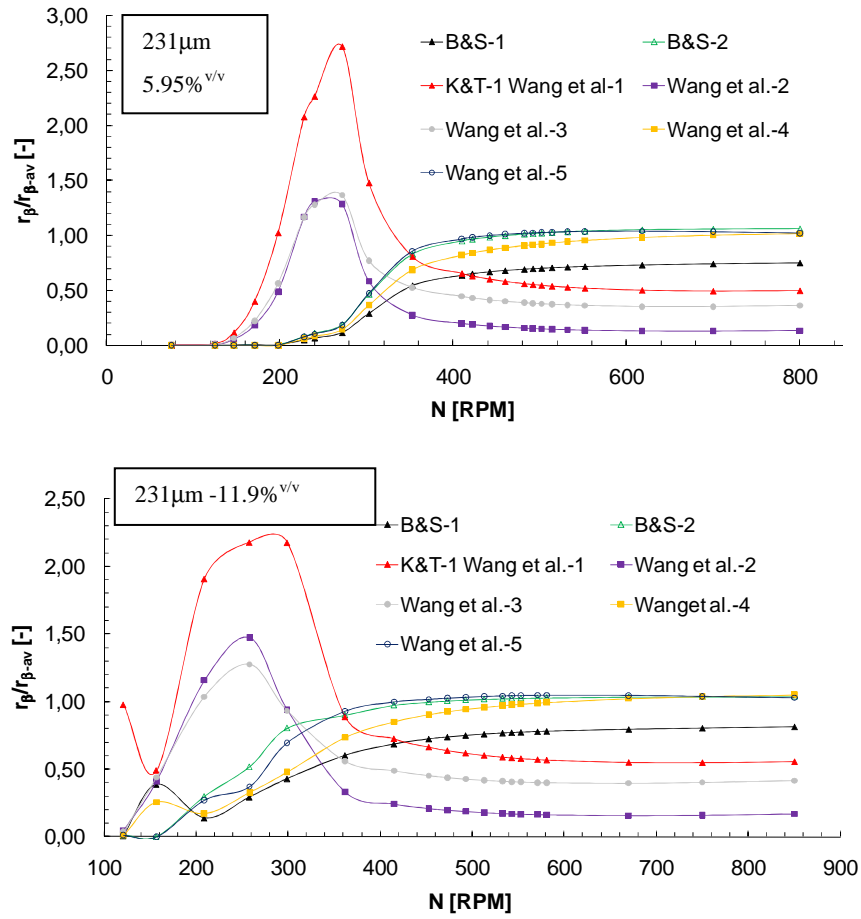 3,00
2,50
2,00
1,50
1,00
0,50
0,00
rβ/rβ-av [-]
231μm
5.95%v/v
B&S-1
B&S-2
K&T-1 Wang et al-1
Wang et al.-2
Wang et al.-3
Wang et al.-4
Wang et al.-5
0
200
400
600
800
N [RPM]
2,50
2,00
1,50
1,00
0,50
0,00
rβ/rβ-av [-]
231μm -11.9%v/v
B&S-1
B&S-2
K&T-1 Wang et al.-1
Wang et al.-2
Wang et al.-3
Wanget al.-4
Wang et al.-5
100
200
300
400
500
600
700
800
900
N [RPM]